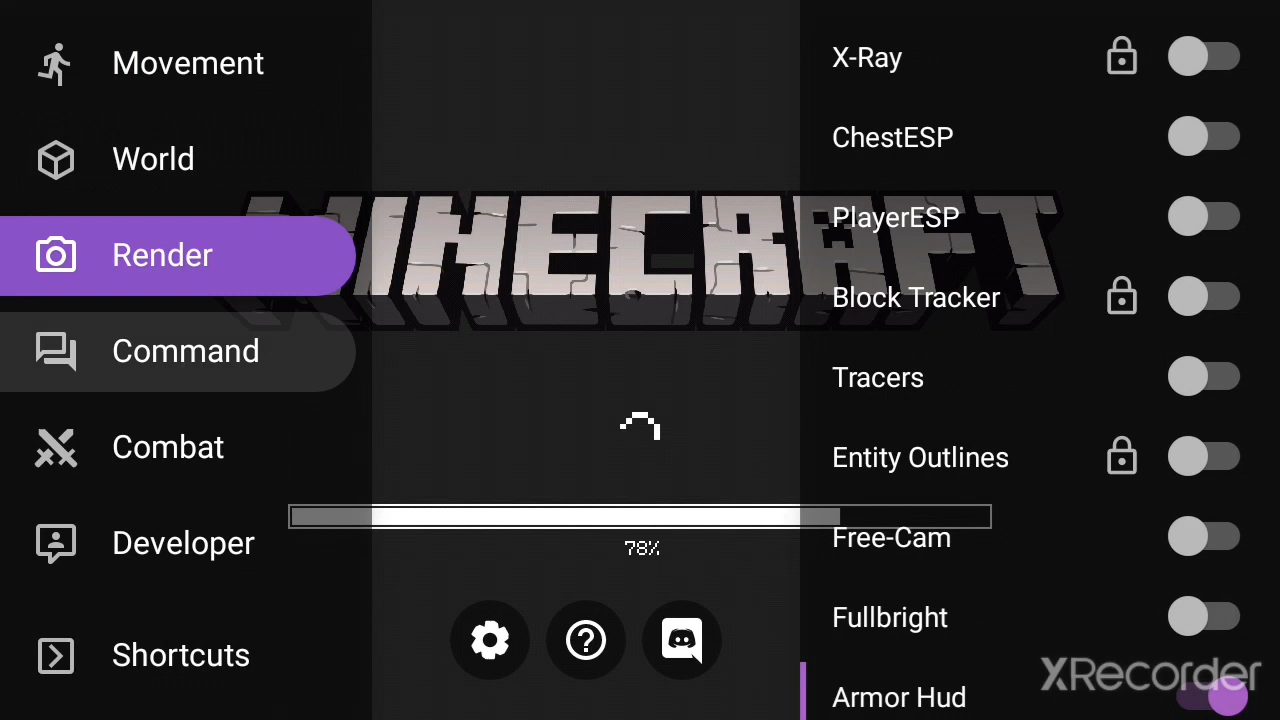 Movement
World
Render
Command
Combat
Developer
Shortcuts
MINECRAFT
78%
X-Ray
ChestESP
PlayerESP
Block Tracker
Tracers
Entity Outlines
Free-Cam
Fullbright
Armor Hud
XRecorder